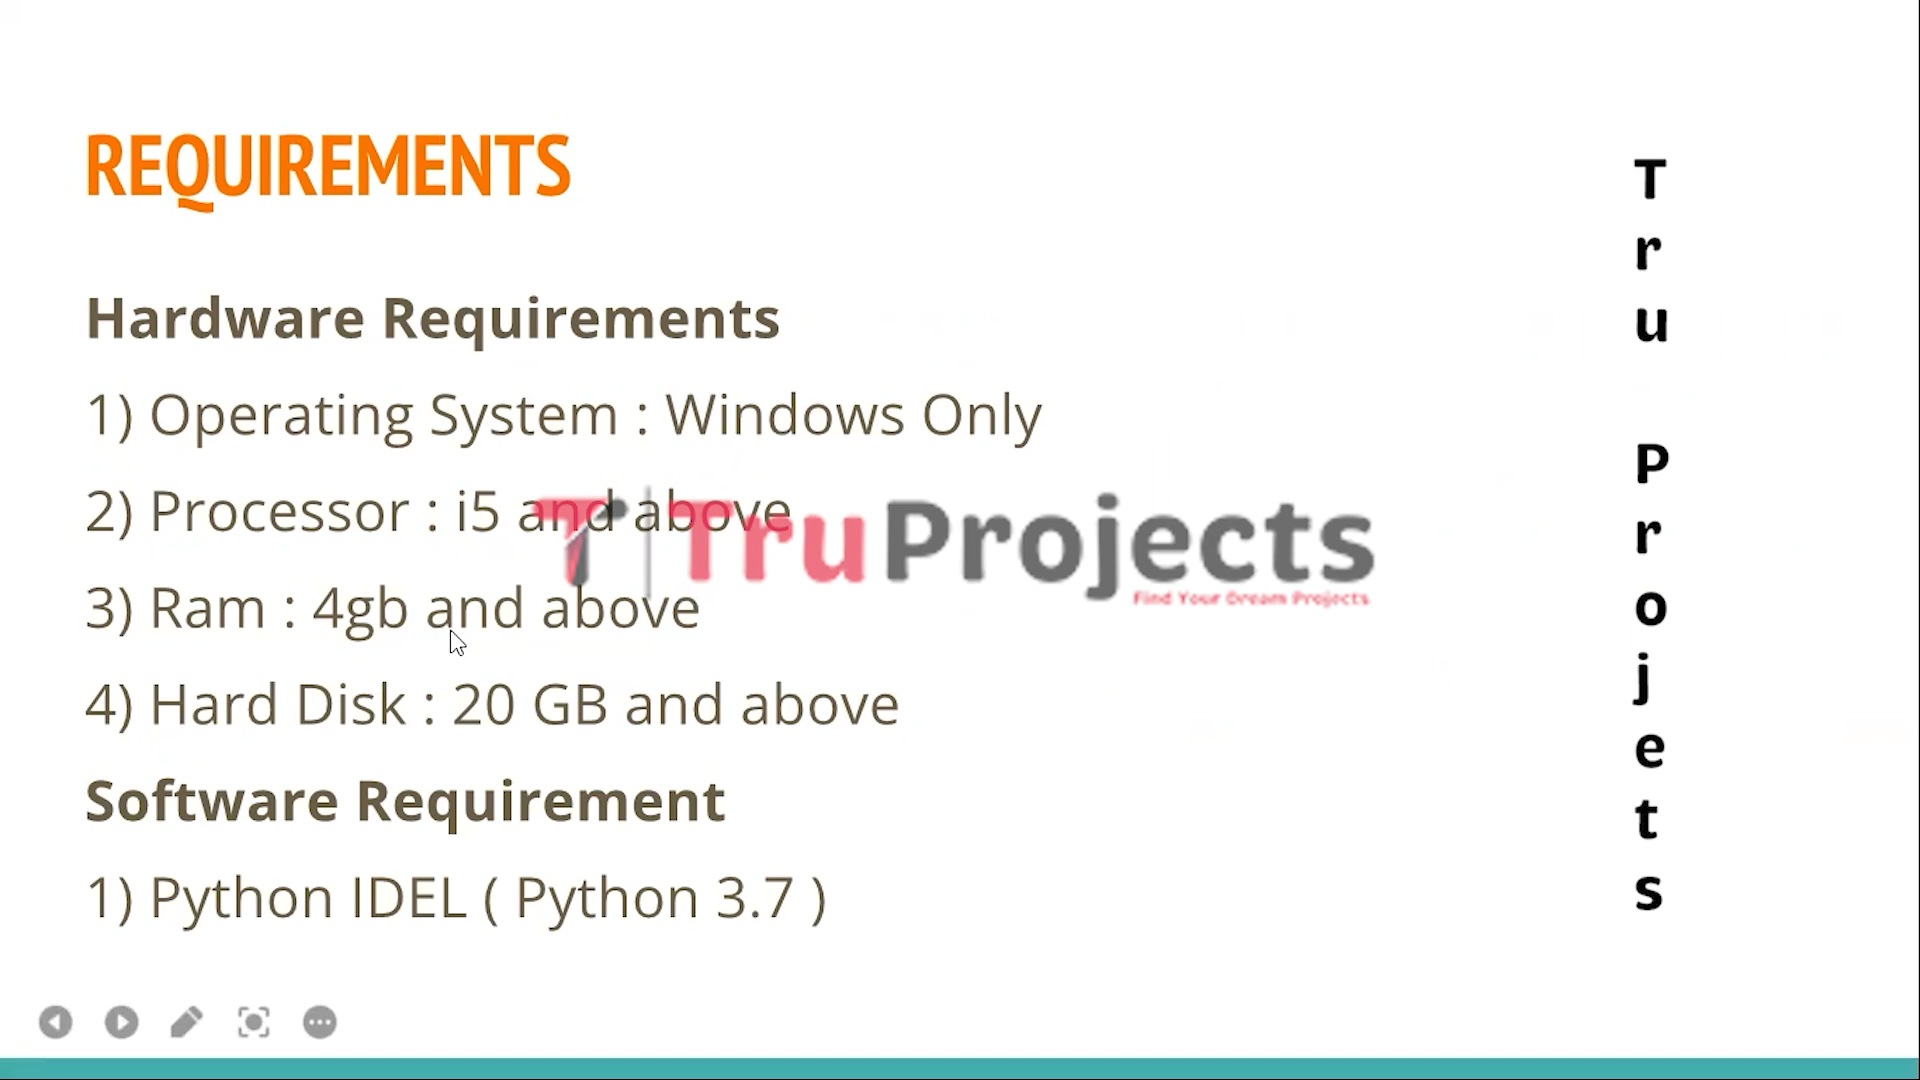 REQUIREMENTS
Hardware Requirements
1) Operating System : Windows Only
2) Processor : i5 and above
3) Ram : 4gb and above
4) Hard Disk : 20 GB and above
Software Requirement
1) Python IDEL ( Python 3.7 )
T | TruProjects
Find Your Dream Projects
Tru Projets